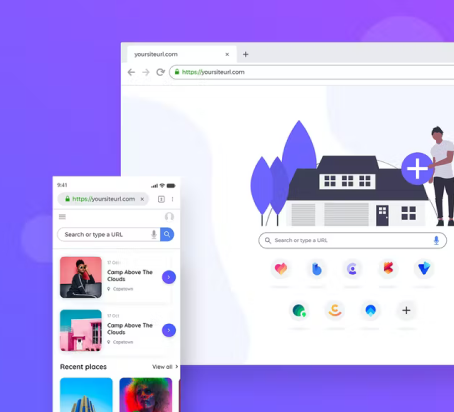 yoursiteurl.com
https://yoursiteurl.com
Search or type a URL
9:41
https://yoursiteurl.com
Search or type a URL
Camp Above The
Clouds
Capetown
Camp Above The
Clouds
Capetown
Recent places
View all